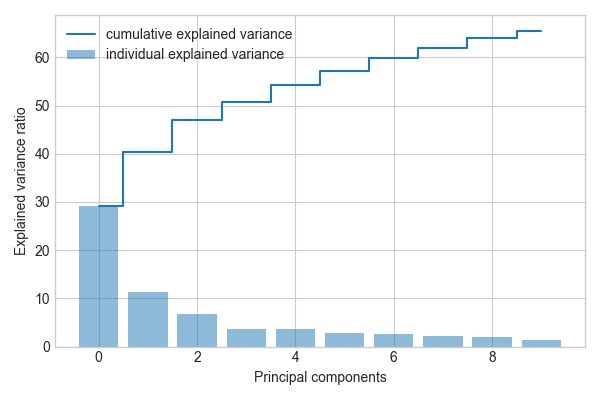 cumulative explained variance
individual explained variance
60
50
40
30
20
10
0
Explained variance ratio
0 2 4 6 8
Principal components